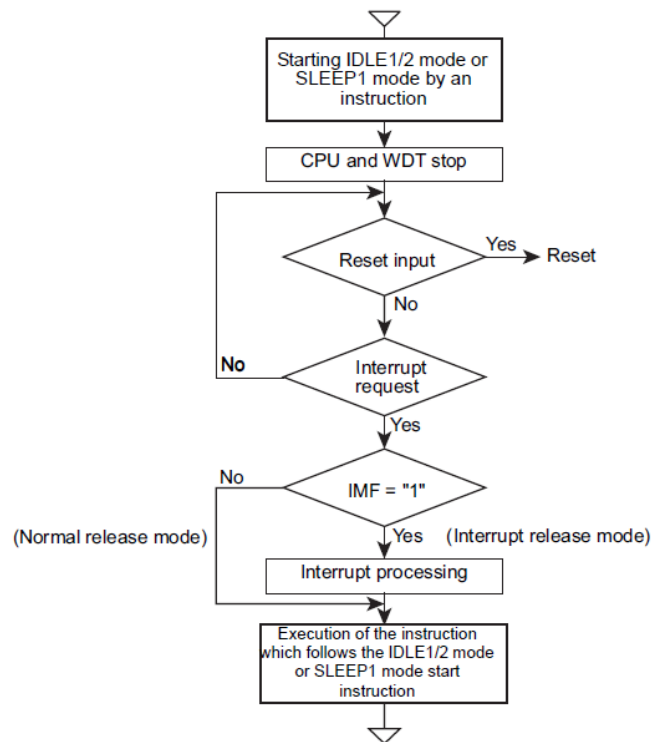 Starting IDLE1/2 mode or
SLEEP1 mode by an
instruction
CPU and WDT stop
Reset input
Yes
Reset
No
Interrupt
request
No
Yes
IMF = "1"
No
(Normal release mode)
Yes
(Interrupt release mode)
Interrupt processing
Execution of the instruction
which follows the IDLE1/2 mode
or SLEEP1 mode start
instruction